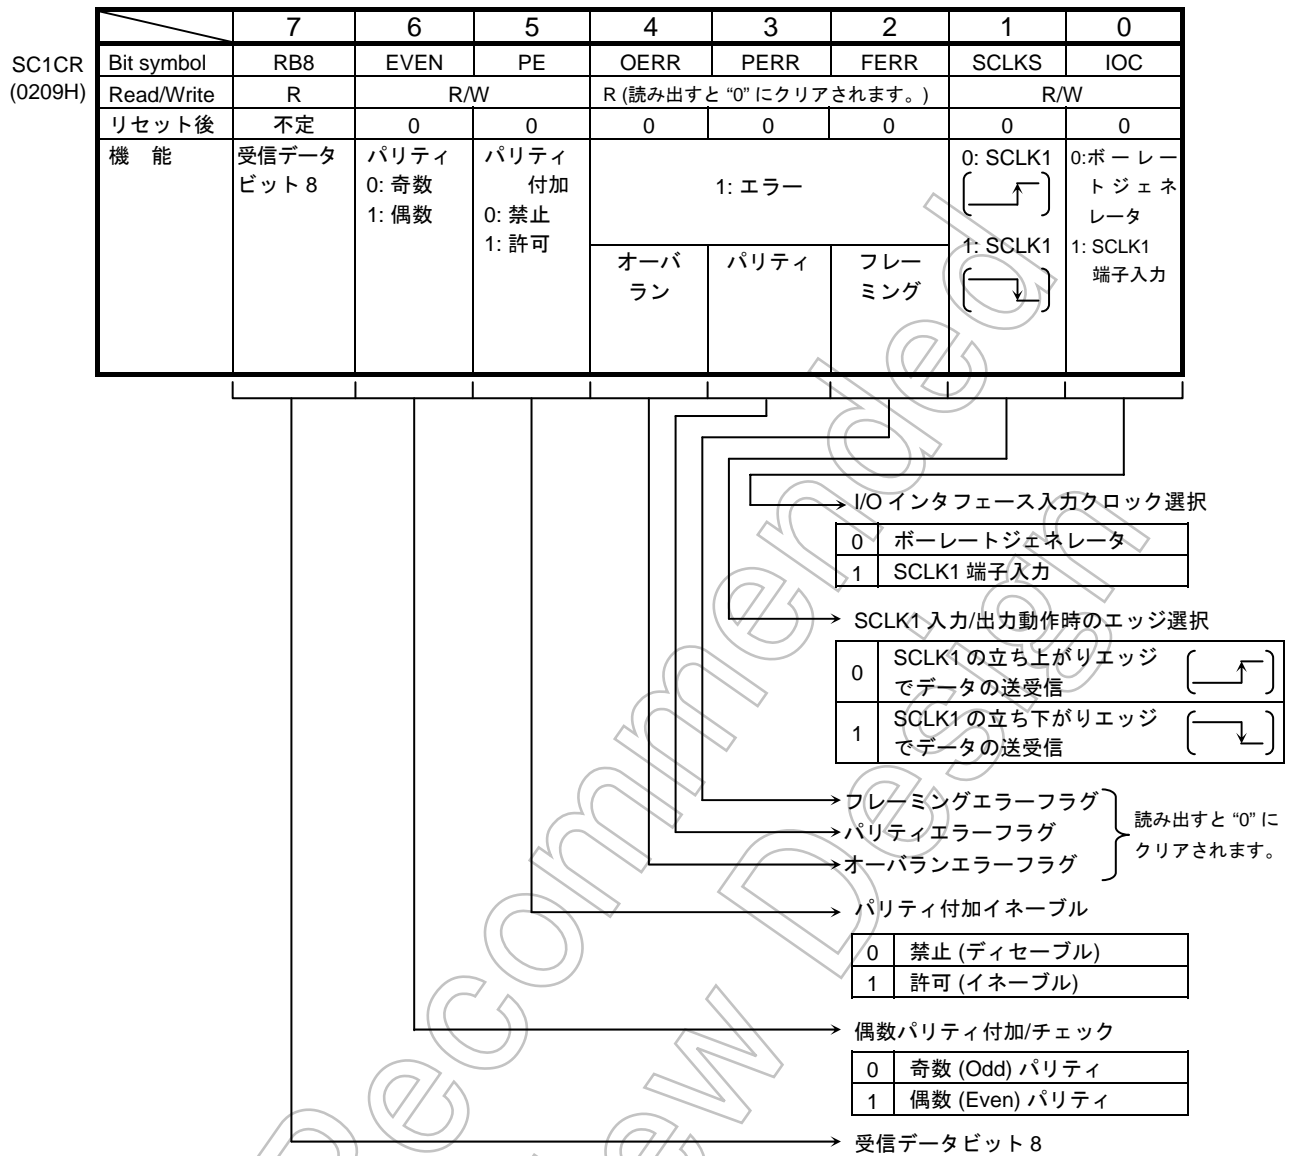 7 6 5 4 3 2 1 0
SC1CR
(0209H)
Bit symbol RB8 EVEN PE OERR PERR FERR SCLKS IOC
Read/Write R R/W R (読み出すと “0” にクリアされます。) R/W
リセット後 不定 0 0 0 0 0 0 0
機 能
受信データ
ビット 8
パリティ
0: 奇数
1: 偶数
パリティ
付加
0: 禁止
1: 許可
1: エラー
オーバ
ラン
パリティ
フレー
ミング
0: SCLK1
1: SCLK1
0:ボーレー
トジェネ
レータ
1: SCLK1
端子入力
I/O インタフェース入力クロック選択
0 ボーレートジェネレータ
1 SCLK1 端子入力
SCLK1 入力/出力動作時のエッジ選択
0 SCLK1 の立ち上がりエッジ
でデータの送受信
1 SCLK1 の立ち下がりエッジ
でデータの送受信
フレーミングエラーフラグ
パリティエラーフラグ
オーバランエラーフラグ
読み出すと “0” に
クリアされます。
パリティ付加イネーブル
0 禁止 (ディセーブル)
1 許可 (イネーブル)
偶数パリティ付加/チェック
0 奇数 (Odd) パリティ
1 偶数 (Even) パリティ
受信データビット 8
Recommended
ew Design